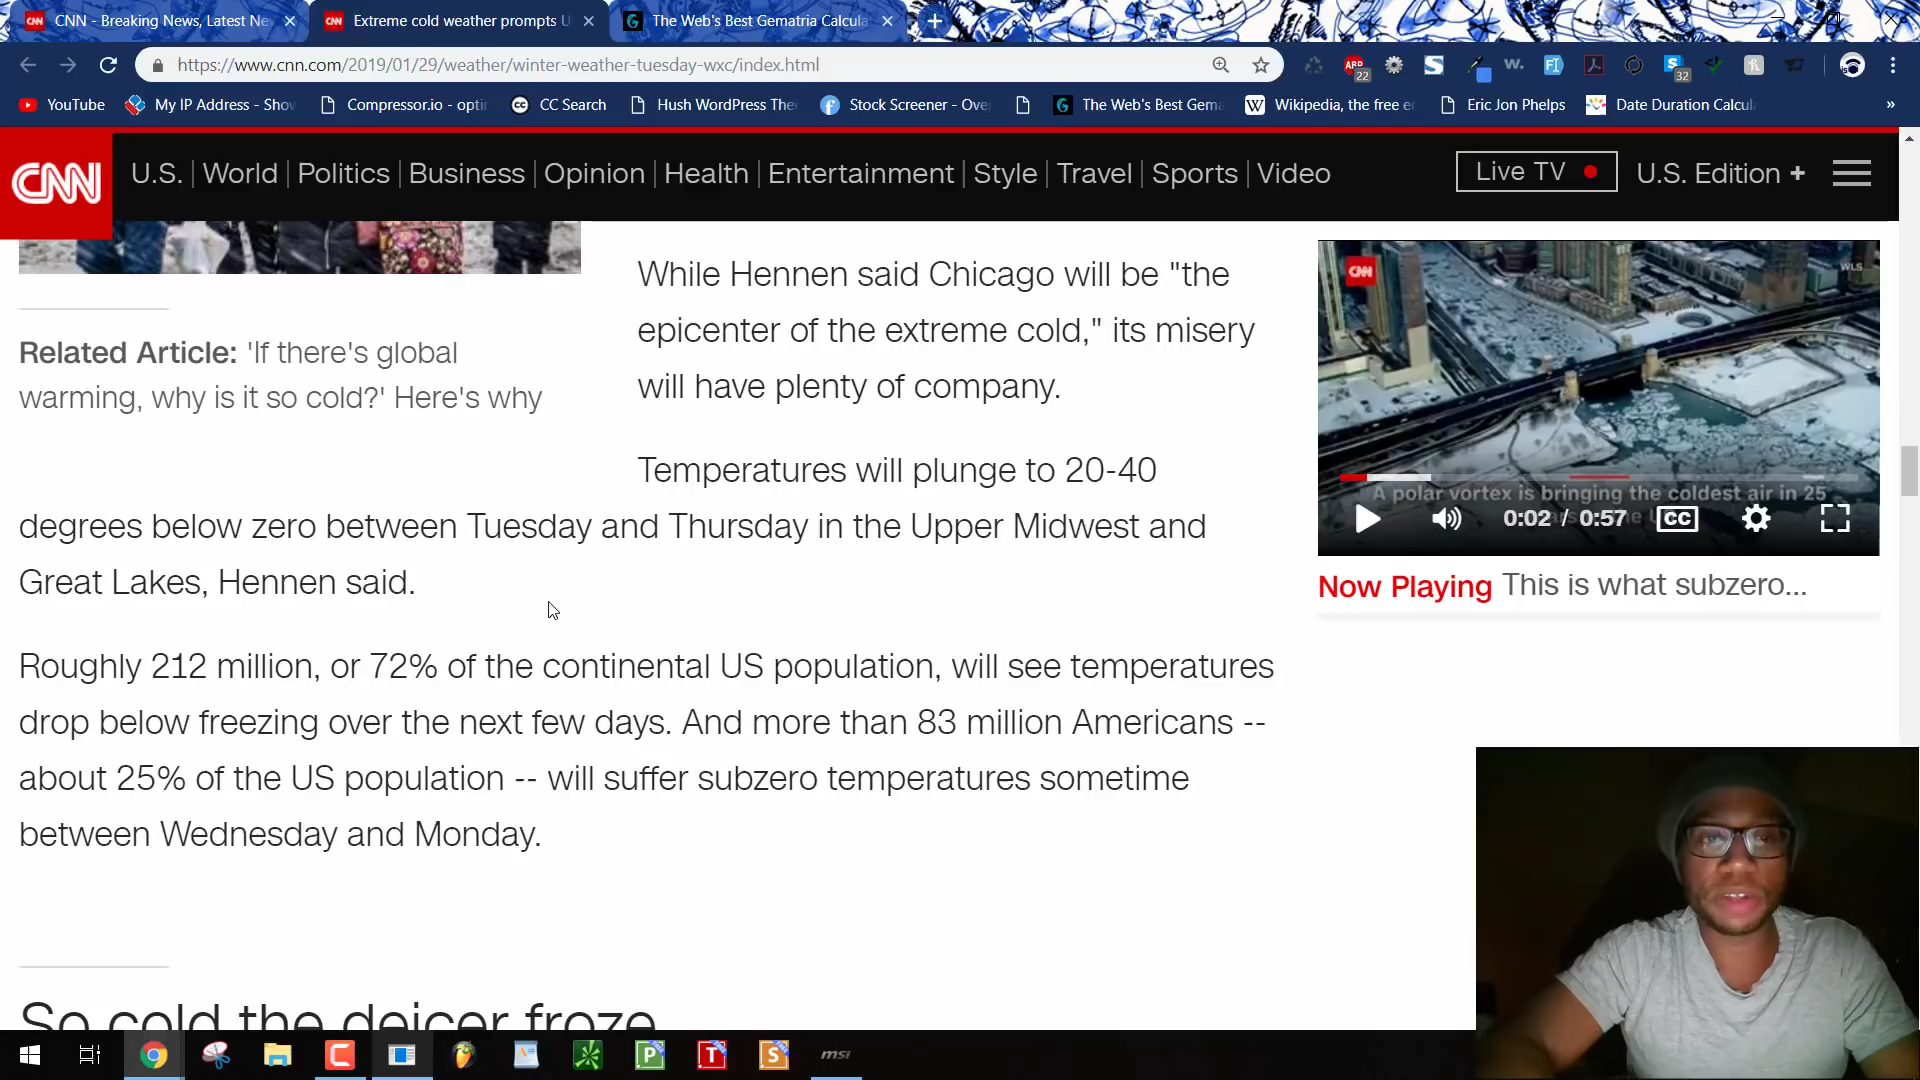 CNN - Breaking News, Latest Ne
Extreme cold weather prompts U
The Web's Best Gematria Calcula
https://www.cnn.com/2019/01/29/weather/winter-weather-tuesday-wxc/index.html
ABP
22
W.
32
YouTube
My IP Address - Shov
Compressor.io - opti
CC Search
Hush WordPress The
Stock Screener - Ove
The Web's Best Gema
Wikipedia, the free e
Eric Jon Phelps
Date Duration Calcul
»
CNN
U.S.
World
Politics
Business
Opinion
Health
Entertainment
Style
Travel
Sports
Video
Live TV
U.S. Edition +
Related Article: 'If there's global
warming, why is it so cold?' Here's why
While Hennen said Chicago will be "the
epicenter of the extreme cold," its misery
will have plenty of company.
Temperatures will plunge to 20-40
degrees below zero between Tuesday and Thursday in the Upper Midwest and
Great Lakes, Hennen said.
Roughly 212 million, or 72% of the continental US population, will see temperatures
drop below freezing over the next few days. And more than 83 million Americans --
about 25% of the US population -- will suffer subzero temperatures sometime
between Wednesday and Monday.
So cold the deicer froze
CNN
WLS
A polar vortex is bringing the coldest air in 25
0:02 / 0:57
CC
Now Playing This is what subzero...
P
T
S
msi